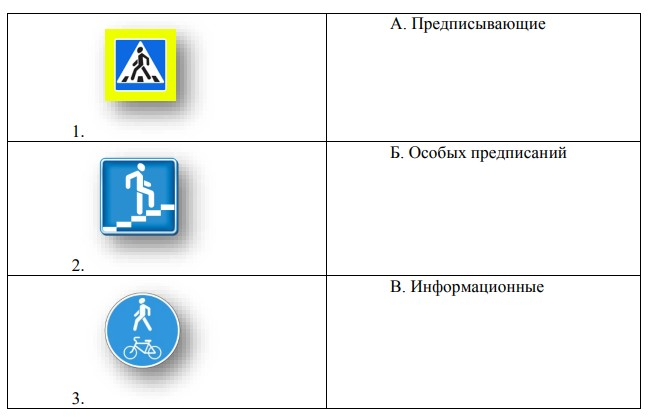 А. Предписывающие
1.
Б. Особых предписаний
2.
В. Информационные
3.